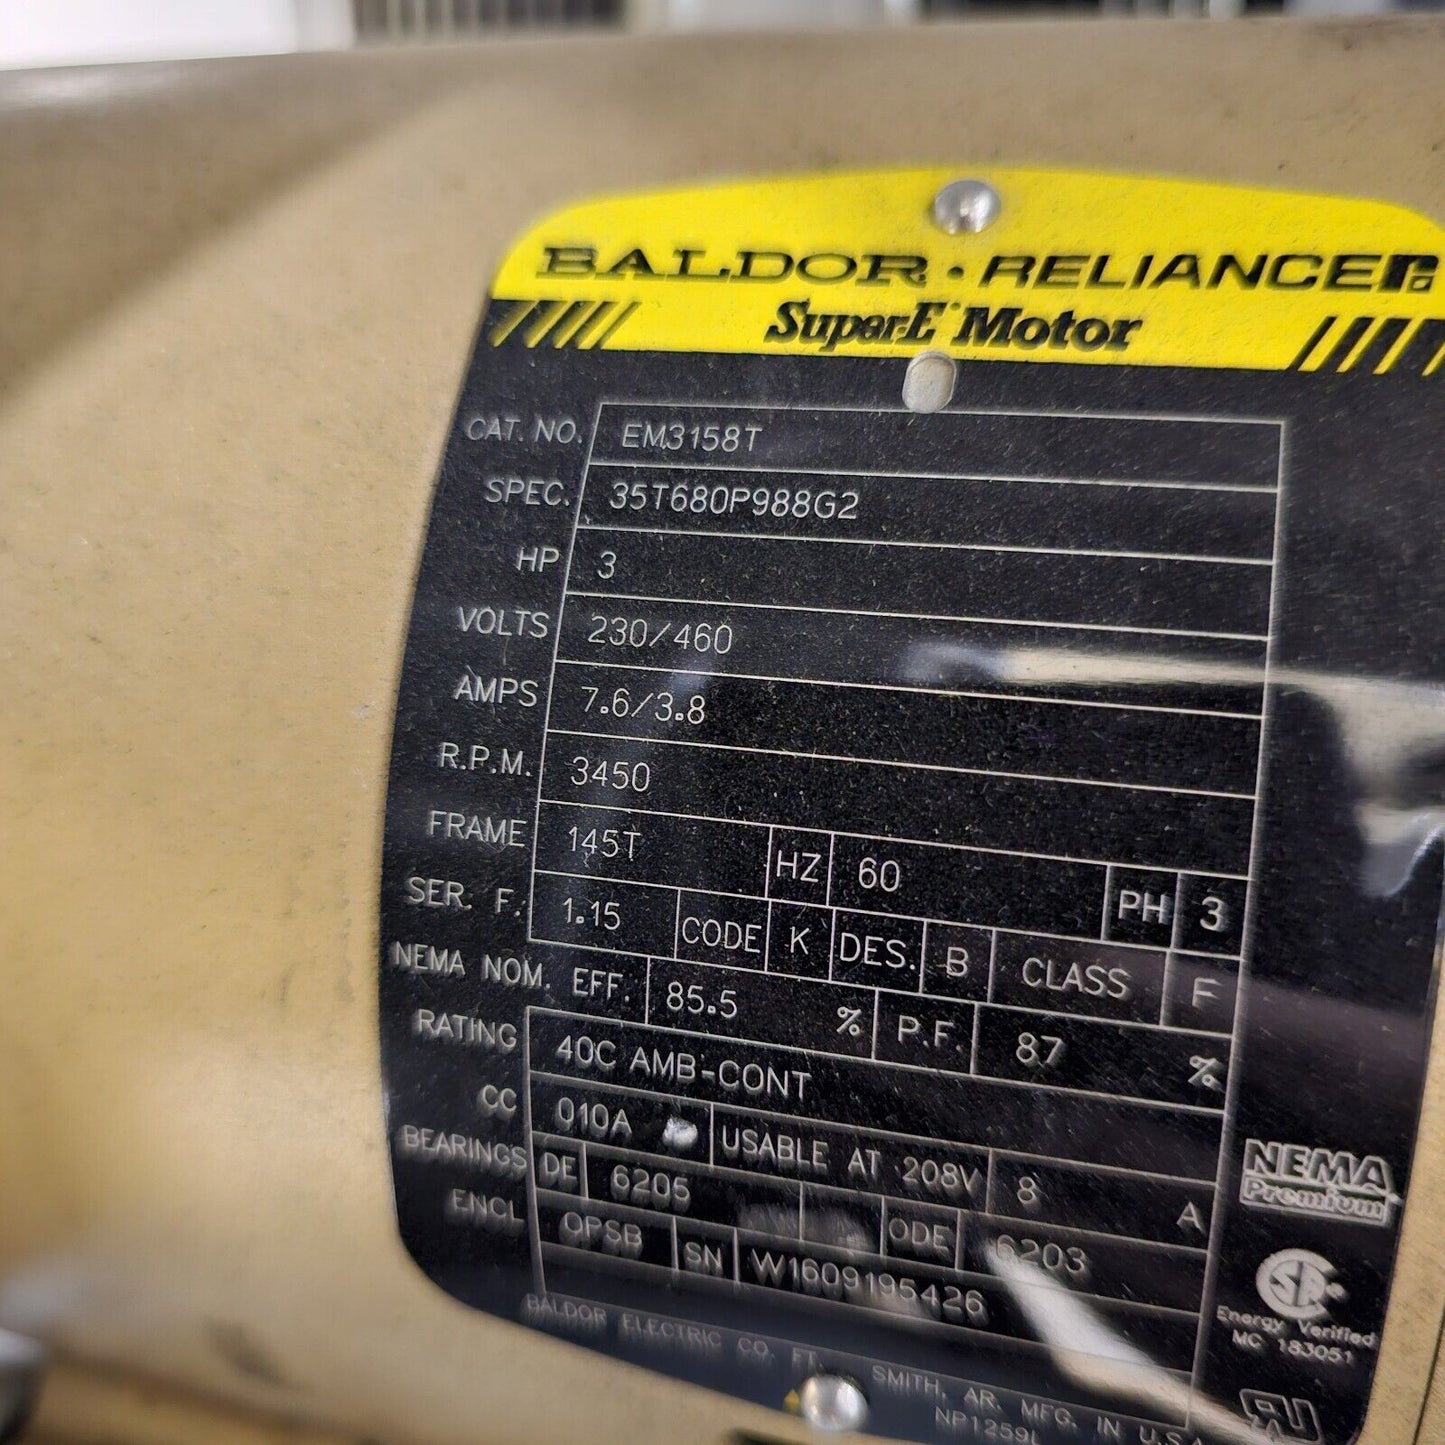 BALDOR • RELIANCER
Super-E Motor
CAT. NO. EM3158T
SPEC. 35T680P988G2
HP 3
VOLTS 230/460
AMPS 7.6/3.8
R.P.M. 3450
FRAME 145T HZ 60 PH 3
SER. F. 1.15 CODE K DES. B CLASS F
NEMA NOM. EFF. 85.5 % P.F. 87 %
RATING 40C AMB-CONT
CC 010A USABLE AT 208V 8 A
BEARINGS DE 6205 ODE 6203
ENCL OPSB SN W1609195426
BALDOR ELECTRIC CO. FT. SMITH, AR. MFG. IN U.S.A.
NP1259L
NEMA
Premium
Energy Verified
MC 183051